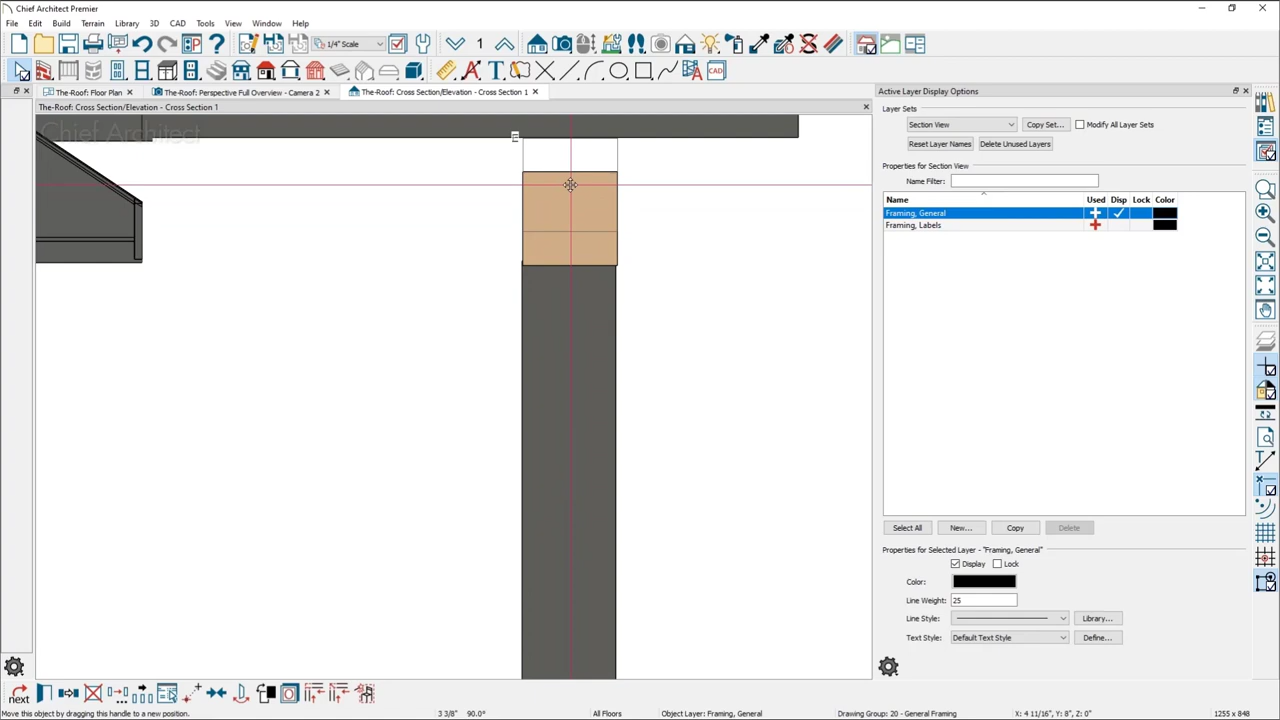 Chief Architect Premier
File Edit Build Terrain Library 3D CAD Tools View Window Help
1/4" Scale 1
The-Roof: Floor Plan The-Roof: Perspective Full Overview - Camera 2 The-Roof: Cross Section/Elevation - Cross Section 1
The-Roof: Cross Section/Elevation - Cross Section 1
Chief Architect
Active Layer Display Options
Layer Sets
Section View Copy Set... Modify All Layer Sets
Reset Layer Names Delete Unused Layers
Properties for Section View
Name Filter:
Name Used Disp Lock Color
Framing, General
Framing, Labels
Select All New... Copy Delete
Properties for Selected Layer - "Framing, General"
Display Lock
Color:
Line Weight: 25
Line Style: Library...
Text Style: Default Text Style Define...
next
Move this object by dragging this handle to a new position. 3 3/8" 90.0° All Floors Object Layer: Framing, General Drawing Group: 20 - General Framing X: 4 11/16", Y: 8", Z: 0" 1255 x 848